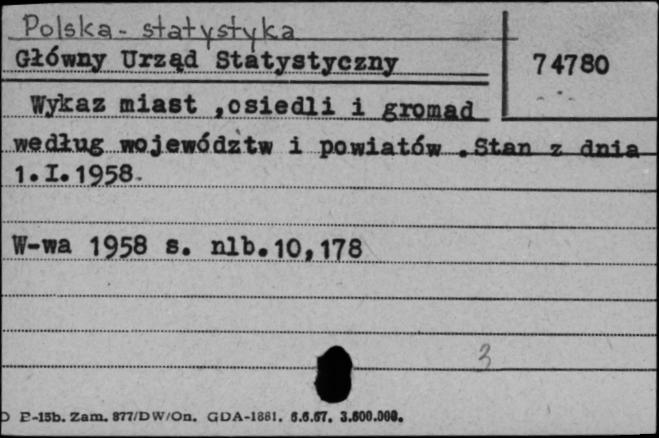 Polska - statystyka
Główny Urząd Statystyczny
74780
Wykaz miast ,osiedli i gromad
według województw i powiatów .Stan z dnia
1.I.1958.
W-wa 1958 s. nlb.10,178
3
E-15b. Zam. 877/DW/On. GDA-1881. 6.6.67. 3.600.000.